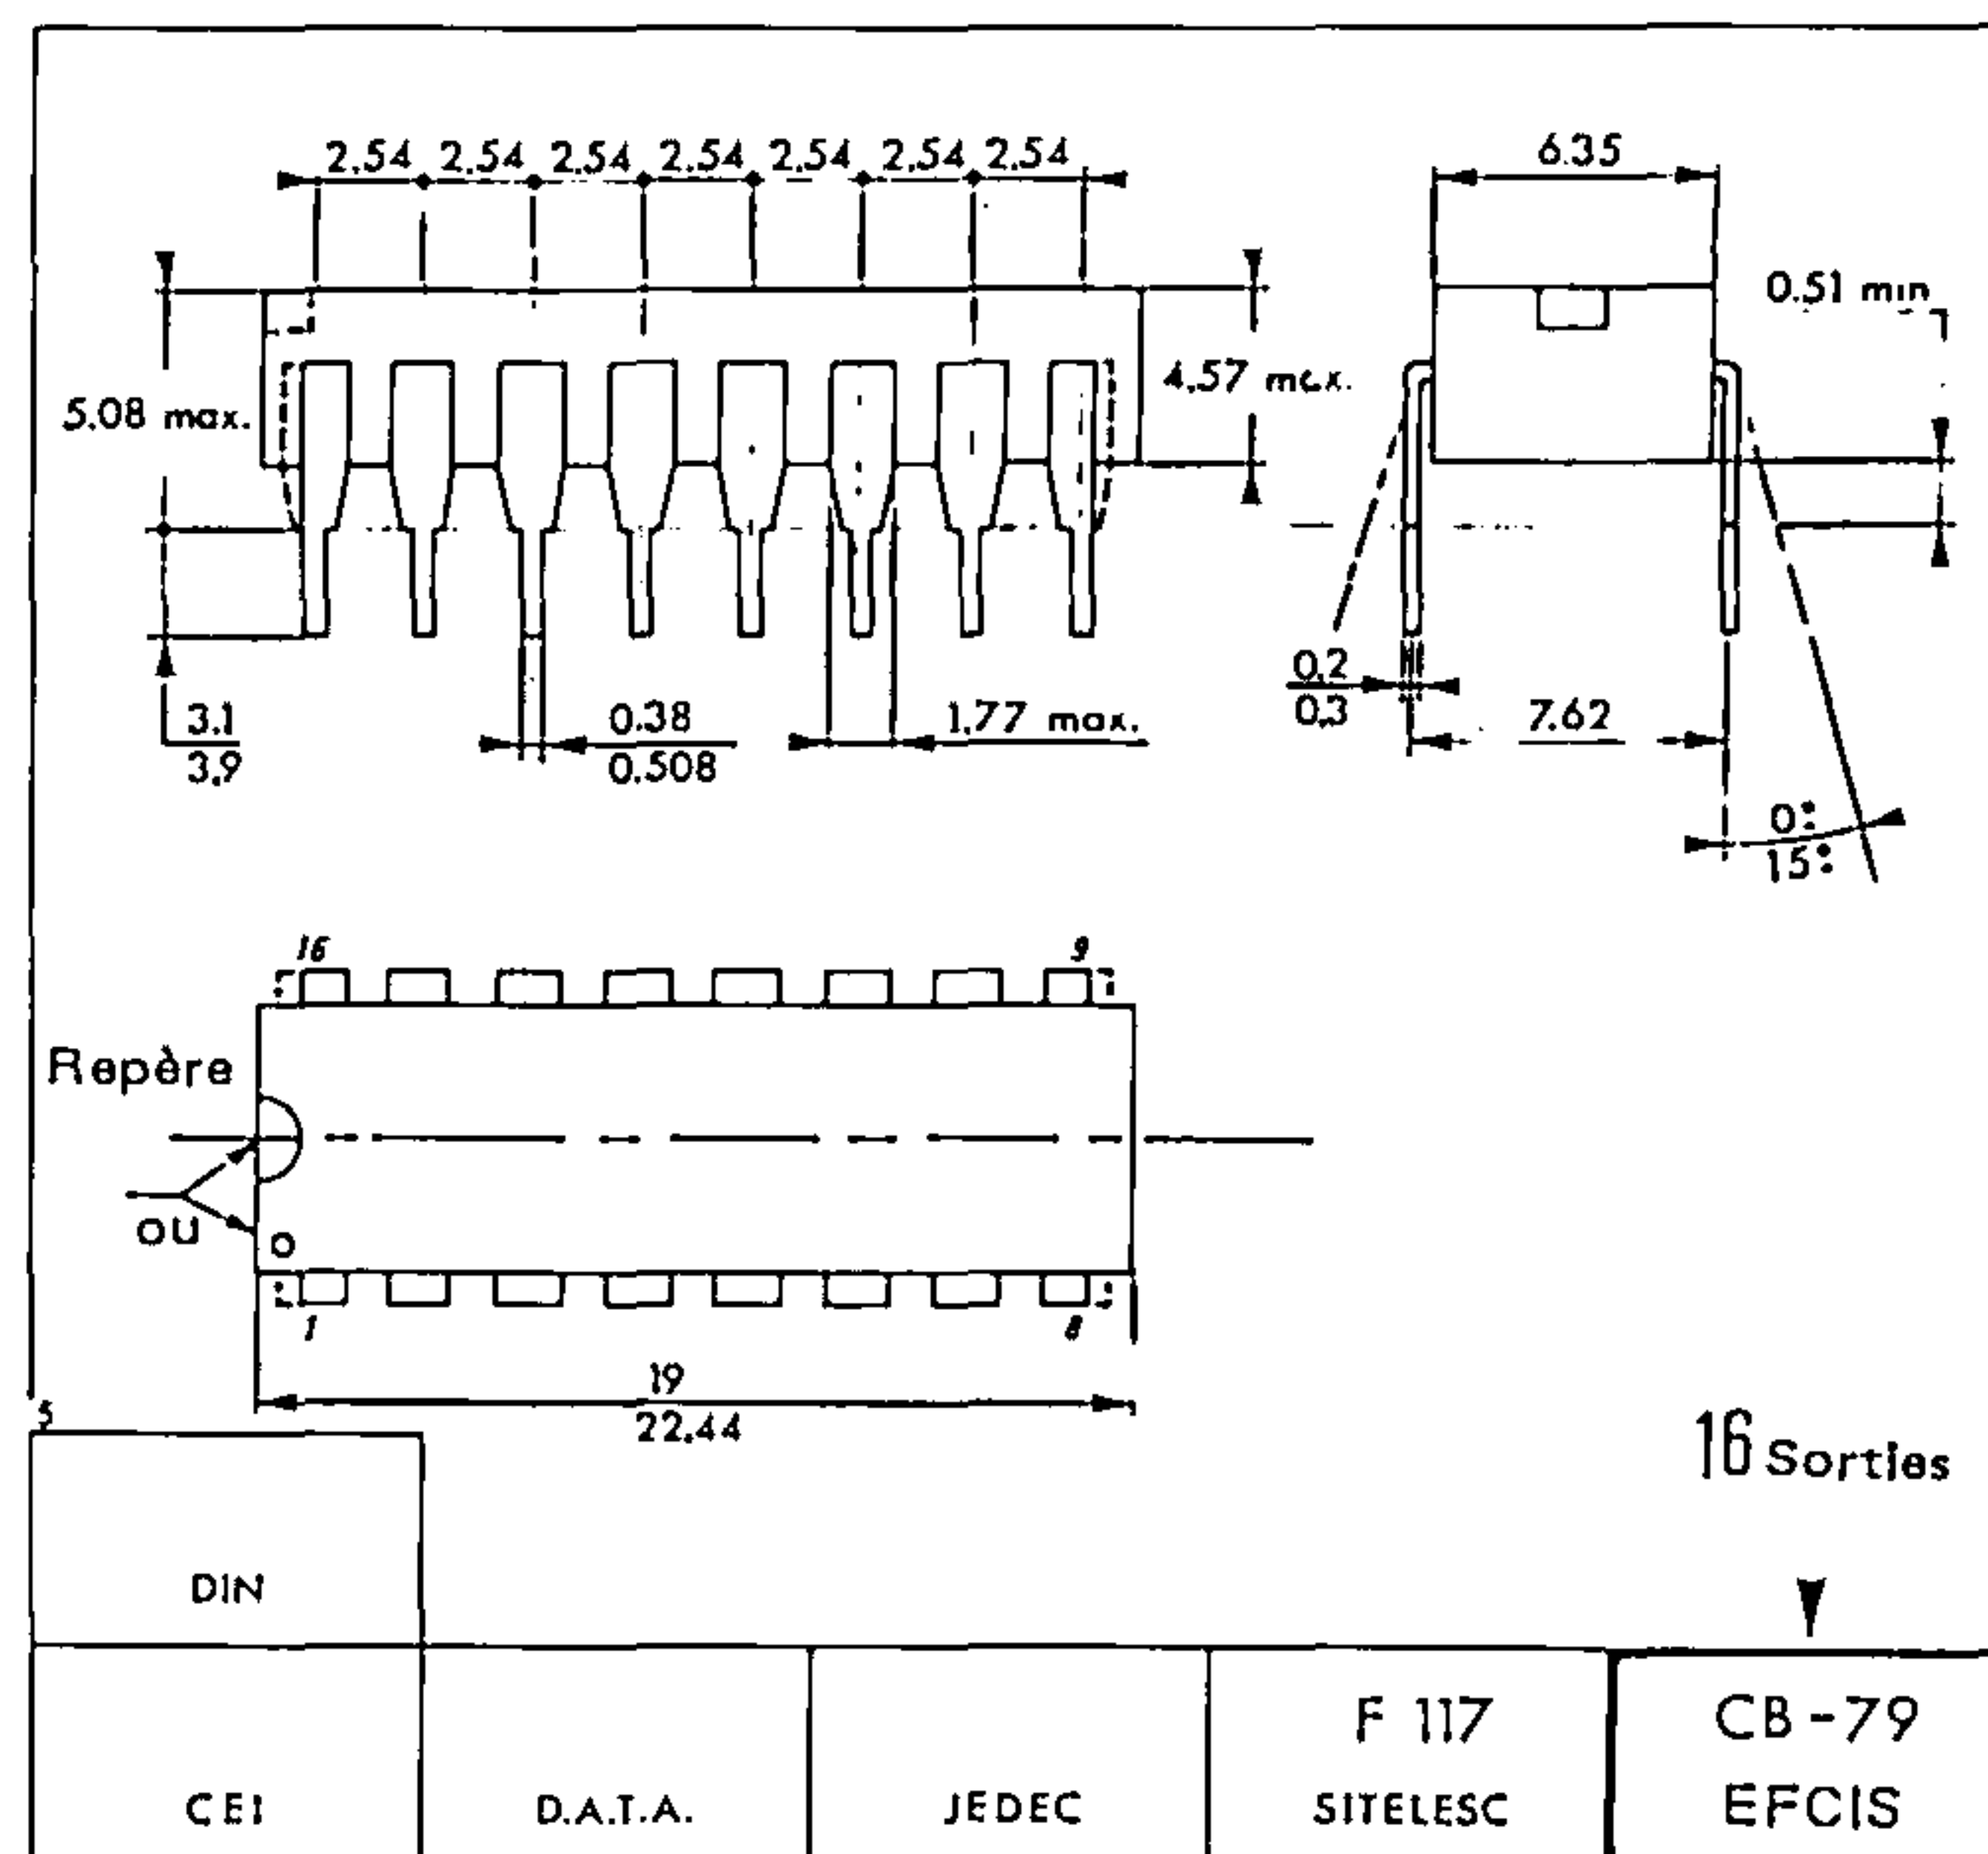 2.54 2.54 2.54 2.54 2.54 2.54 2.54
6.35
0.51 min
5.08 max.
4.57 max.
3.1
3.9
0.38
0.508
1.77 max.
0.2
0.3
7.62
0°
15°
16 9
Repère
ou
1 8
19
22.44
5
16 Sorties
DIN
F 117
CB-79
CEI
D.A.T.A.
JEDEC
SITELESC
EFCIS